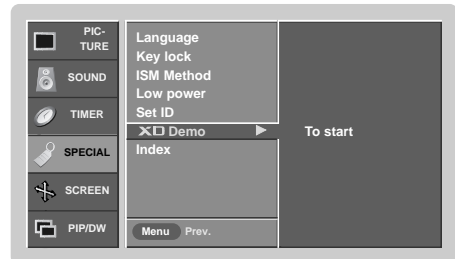 PIC-
TURE
SOUND
TIMER
SPECIAL
SCREEN
PIP/DW
Language
Key lock
ISM Method
Low power
Set ID
XD Demo
Index
To start
Menu Prev.